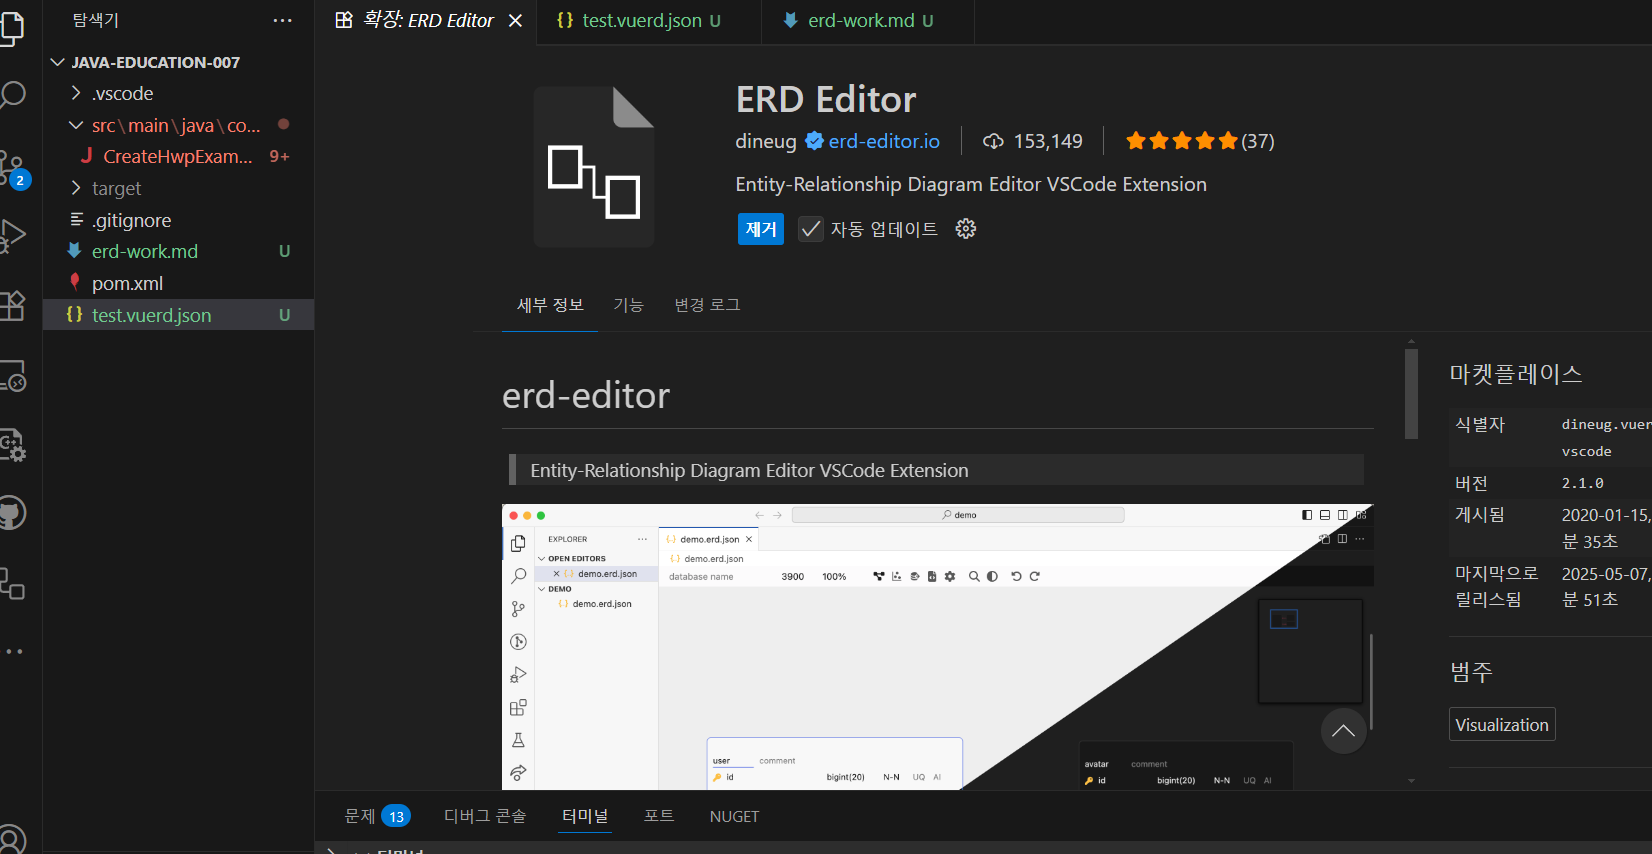 탐색기
JAVA-EDUCATION-007
.vscode
src\main\java\co...
CreateHwpExam... 9+
target
.gitignore
erd-work.md U
pom.xml
test.vuerd.json U
2
확장: ERD Editor
test.vuerd.json U
erd-work.md U
ERD Editor
dineug erd-editor.io 153,149 (37)
Entity-Relationship Diagram Editor VSCode Extension
제거 자동 업데이트
세부 정보 기능 변경 로그
erd-editor
Entity-Relationship Diagram Editor VSCode Extension
demo
EXPLORER
OPEN EDITORS
demo.erd.json
DEMO
demo.erd.json
demo.erd.json
demo.erd.json
database name 3900 100%
user comment
id bigint(20) N-N UQ AI
avatar comment
id bigint(20) N-N UQ AI
마켓플레이스
식별자 dineug.vuer
vscode
버전 2.1.0
게시됨 2020-01-15,
분 35초
마지막으로 2025-05-07,
릴리스됨 분 51초
범주
Visualization
문제 13 디버그 콘솔 터미널 포트 NUGET
터미널